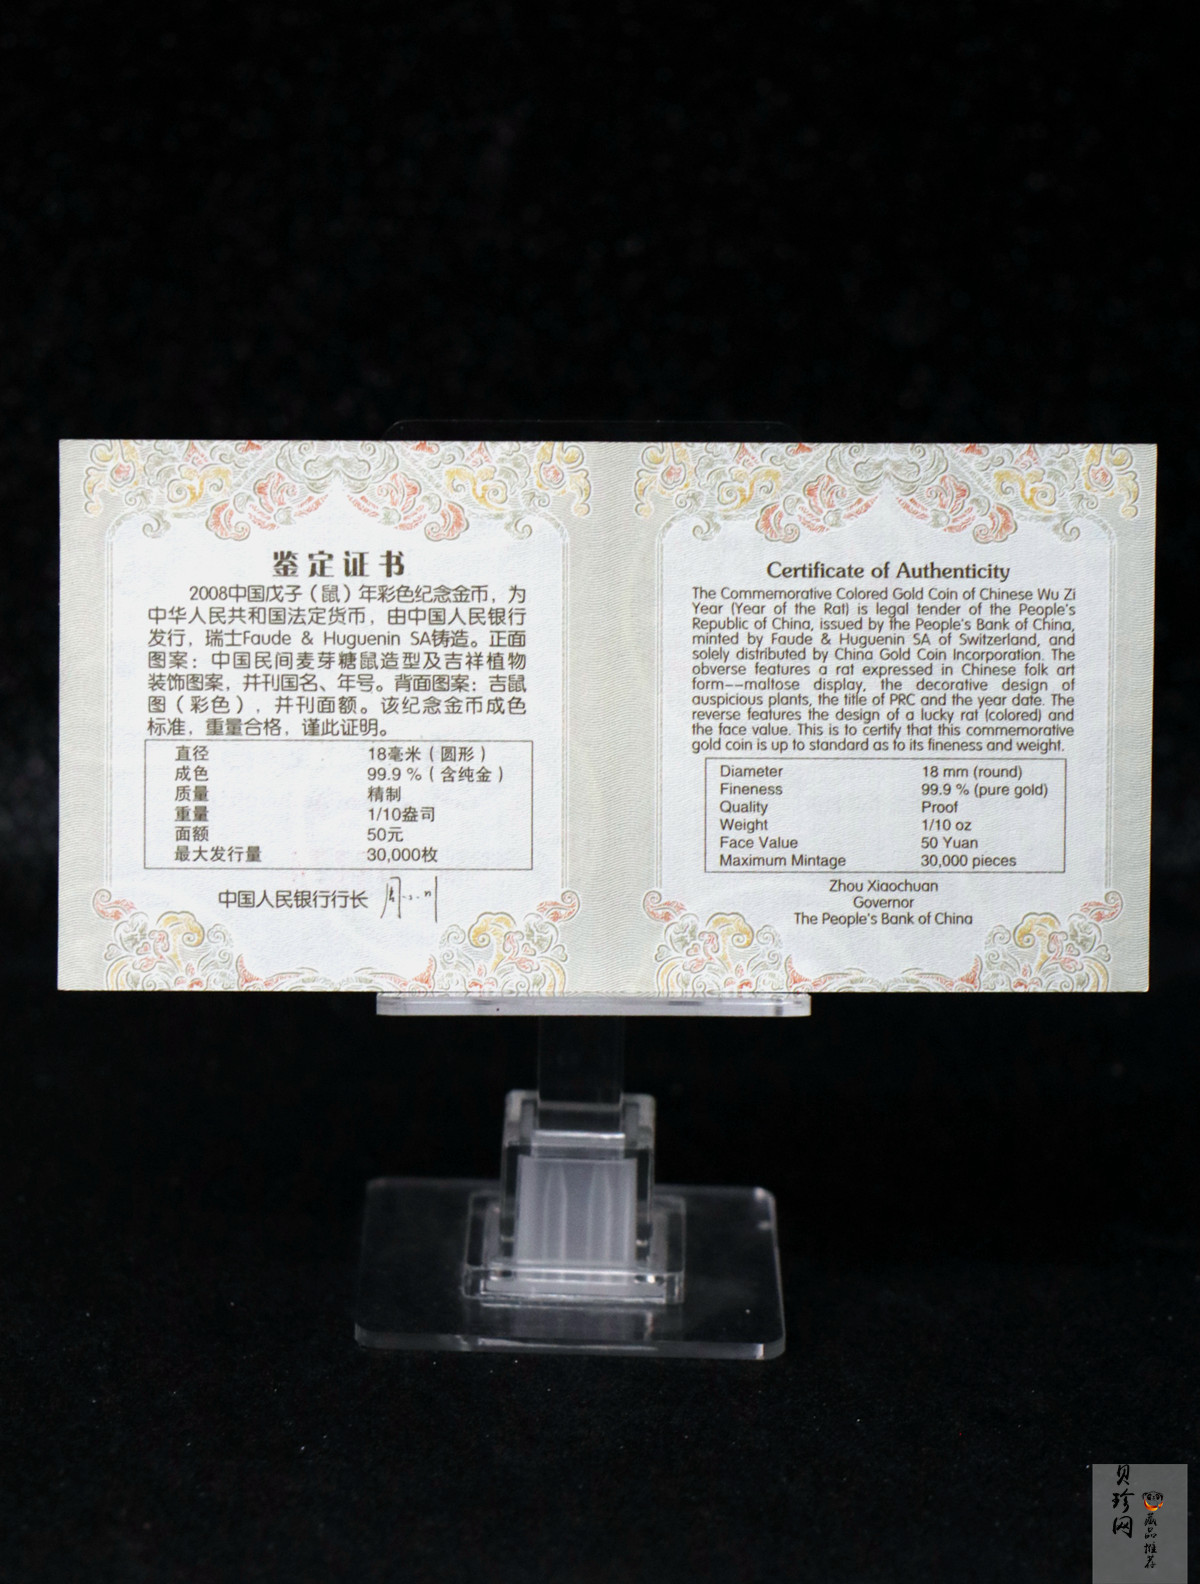 鉴定证书
2008中国戊子（鼠）年彩色纪念金币，为
中华人民共和国法定货币，由中国人民银行
发行，瑞士Faude & Huguenin SA铸造。正面
图案：中国民间麦芽糖鼠造型及吉祥植物
装饰图案，并刊国名、年号。背面图案：吉鼠
图（彩色），并刊面额。该纪念金币成色
标准，重量合格，谨此证明。
直径 18毫米（圆形）
成色 99.9 %（含纯金）
质量 精制
重量 1/10盎司
面额 50元
最大发行量 30,000枚
中国人民银行行长
Certificate of Authenticity
The Commemorative Colored Gold Coin of Chinese Wu Zi
Year (Year of the Rat) is legal tender of the People's
Republic of China, issued by the People's Bank of China,
minted by Faude & Huguenin SA of Switzerland, and
solely distributed by China Gold Coin Incorporation. The
obverse features a rat expressed in Chinese folk art
form--maltose display, the decorative design of
auspicious plants, the title of PRC and the year date. The
reverse features the design of a lucky rat (colored) and
the face value. This is to certify that this commemorative
gold coin is up to standard as to its fineness and weight.
Diameter 18 mm (round)
Fineness 99.9 % (pure gold)
Quality Proof
Weight 1/10 oz
Face Value 50 Yuan
Maximum Mintage 30,000 pieces
Zhou Xiaochuan
Governor
The People's Bank of China
贝珍网
藏品推荐